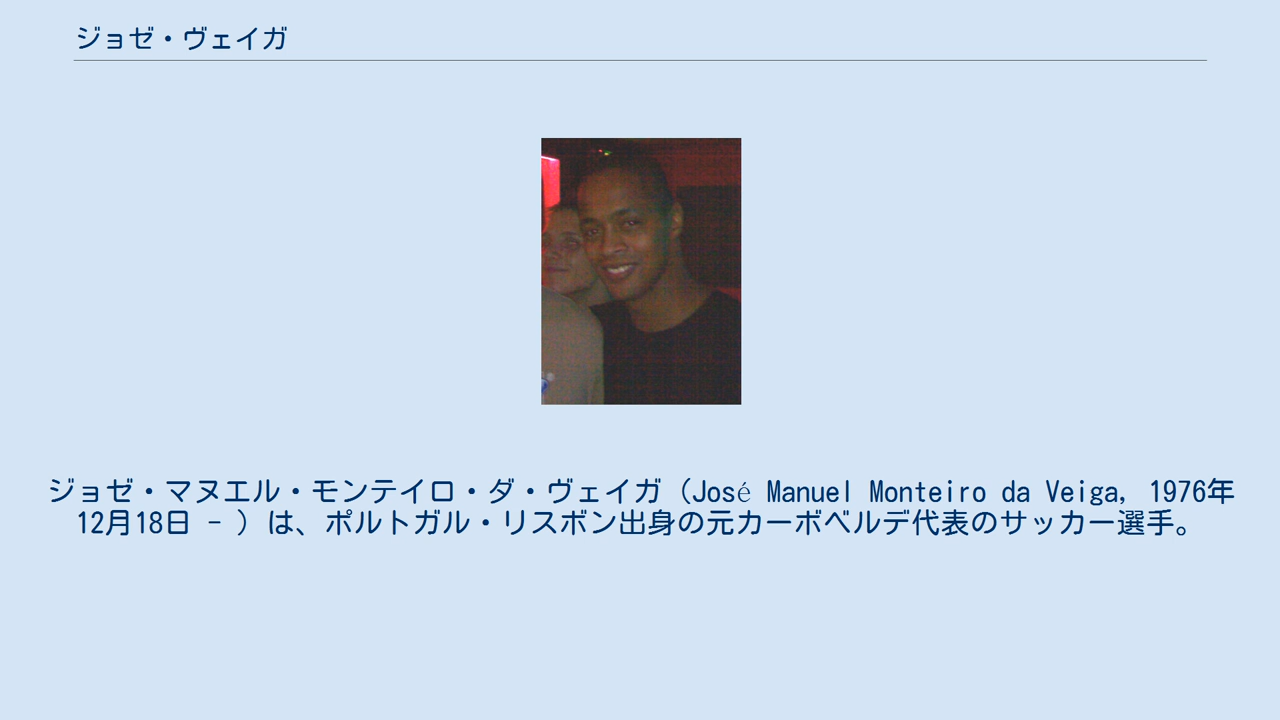 ジョゼ・ヴェイガ
ジョゼ・マヌエル・モンテイロ・ダ・ヴェイガ（José Manuel Monteiro da Veiga, 1976年
12月18日 - ）は、ポルトガル・リスボン出身の元カーボベルデ代表のサッカー選手。